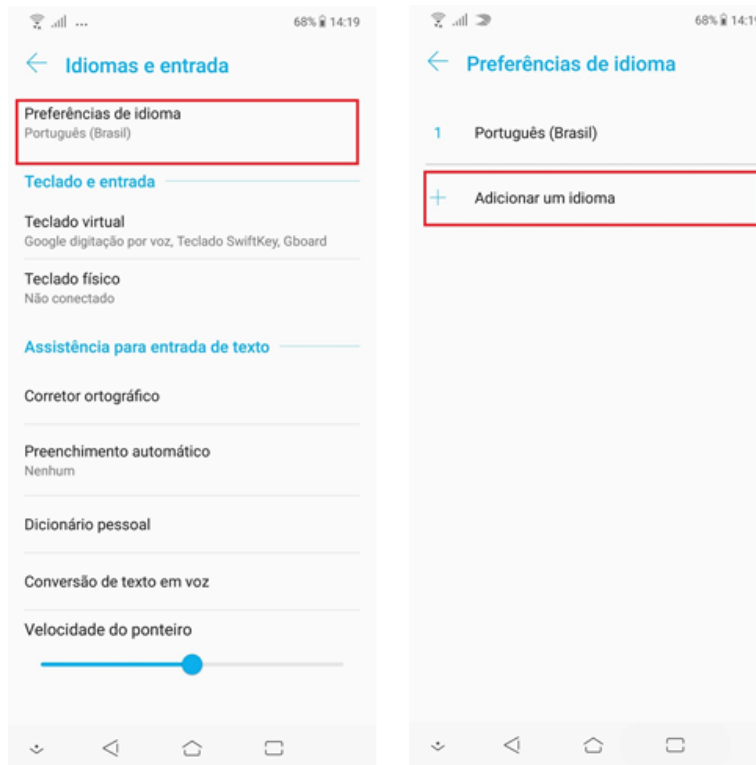 68% 14:19
Idiomas e entrada
Preferências de idioma
Português (Brasil)
Teclado e entrada
Teclado virtual
Google digitação por voz, Teclado SwiftKey, Gboard
Teclado físico
Não conectado
Assistência para entrada de texto
Corretor ortográfico
Preenchimento automático
Nenhum
Dicionário pessoal
Conversão de texto em voz
Velocidade do ponteiro
68% 14:19
Preferências de idioma
1 Português (Brasil)
+ Adicionar um idioma